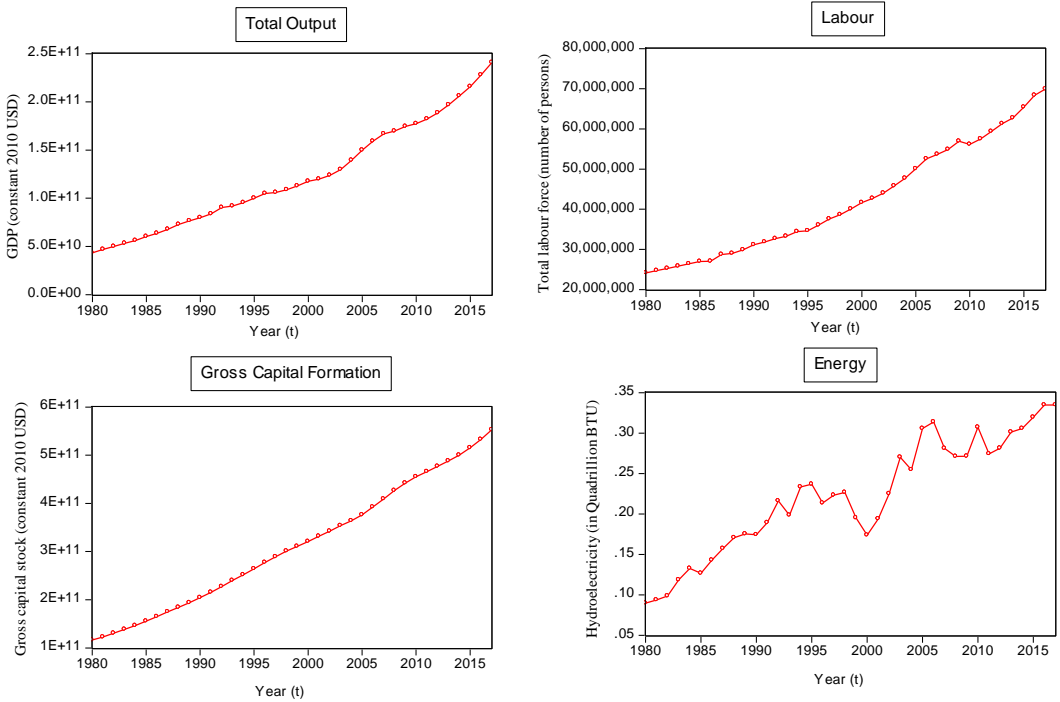 Total Output
GDP (constant 2010 USD)
2.5E+11
2.0E+11
1.5E+11
1.0E+11
5.0E+10
0.0E+00
1980 1985 1990 1995 2000 2005 2010 2015
Year (t)
Labour
Total labour force (number of persons)
80,000,000
70,000,000
60,000,000
50,000,000
40,000,000
30,000,000
20,000,000
1980 1985 1990 1995 2000 2005 2010 2015
Year (t)
Gross Capital Formation
Gross capital stock (constant 2010 USD)
6E+11
5E+11
4E+11
3E+11
2E+11
1E+11
1980 1985 1990 1995 2000 2005 2010 2015
Year (t)
Energy
Hydroelectricity (in Quadrillion BTU)
.35
.30
.25
.20
.15
.10
.05
1980 1985 1990 1995 2000 2005 2010 2015
Year (t)